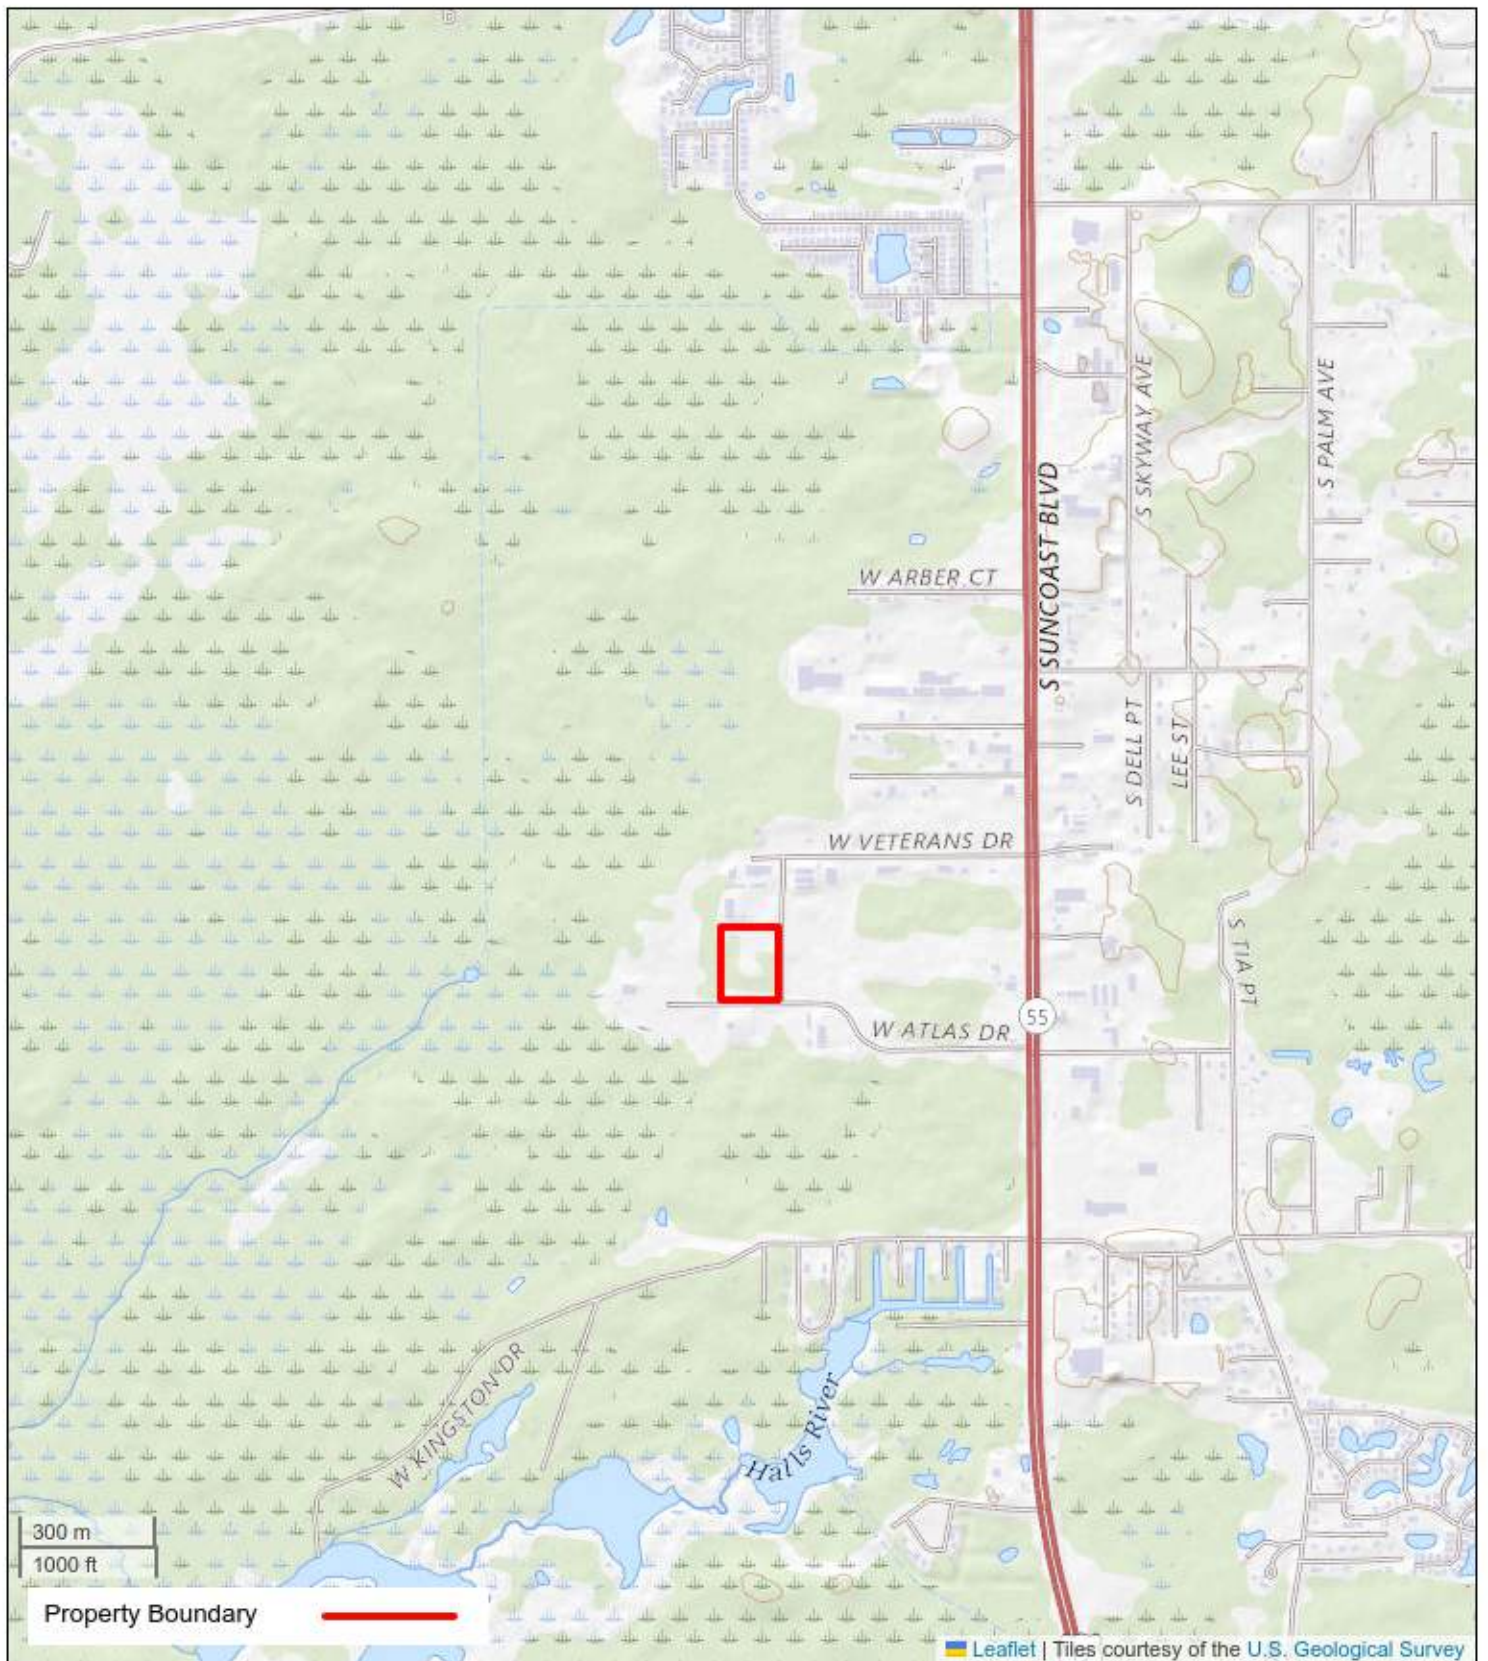 W ARBER CT
S SUNCOAST BLVD
S SKYWAY AVE
S PALM AVE
S DELL PT
LEE ST
W VETERANS DR
S TIA PT
55
W ATLAS DR
W KINGSTON DR
Halls River
300 m
1000 ft
Property Boundary
Leaflet | Tiles courtesy of the U.S. Geological Survey